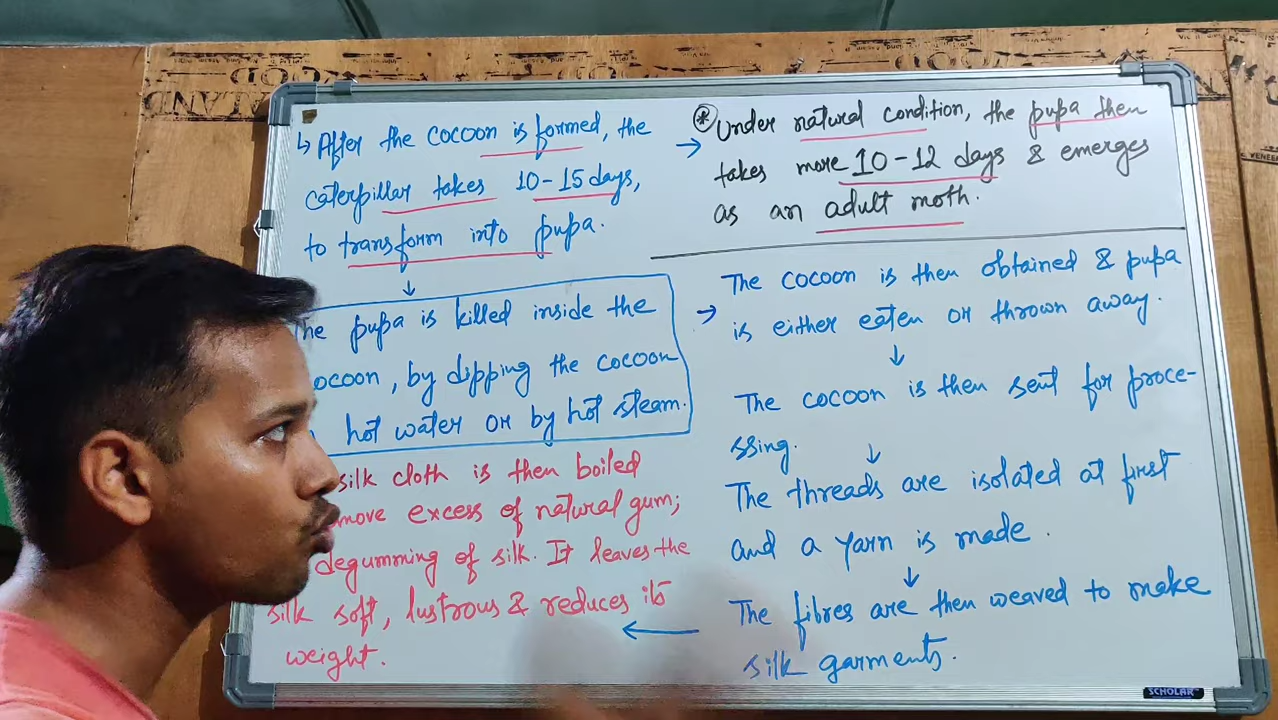 ↳ After the cocoon is formed, the
caterpillar takes 10-15 days,
to transform into pupa.
↓
The pupa is killed inside the
ocoon, by dipping the cocoon
hot water or by hot steam.
→ The cocoon is then obtained & pupa
is either eaten or thrown away.
↓
The cocoon is then sent for proce-
ssing.
↓
The threads are isolated at first
and a yarn is made.
↓
The fibres are then weaved to make
silk garments.
←
silk cloth is then boiled
move excess of natural gum;
degumming of silk. It leaves the
silk soft, lustrous & reduces its
weight.
→ * Under natural condition, the pupa then
takes more 10-12 days & emerges
as an adult moth.
SCHOLAR